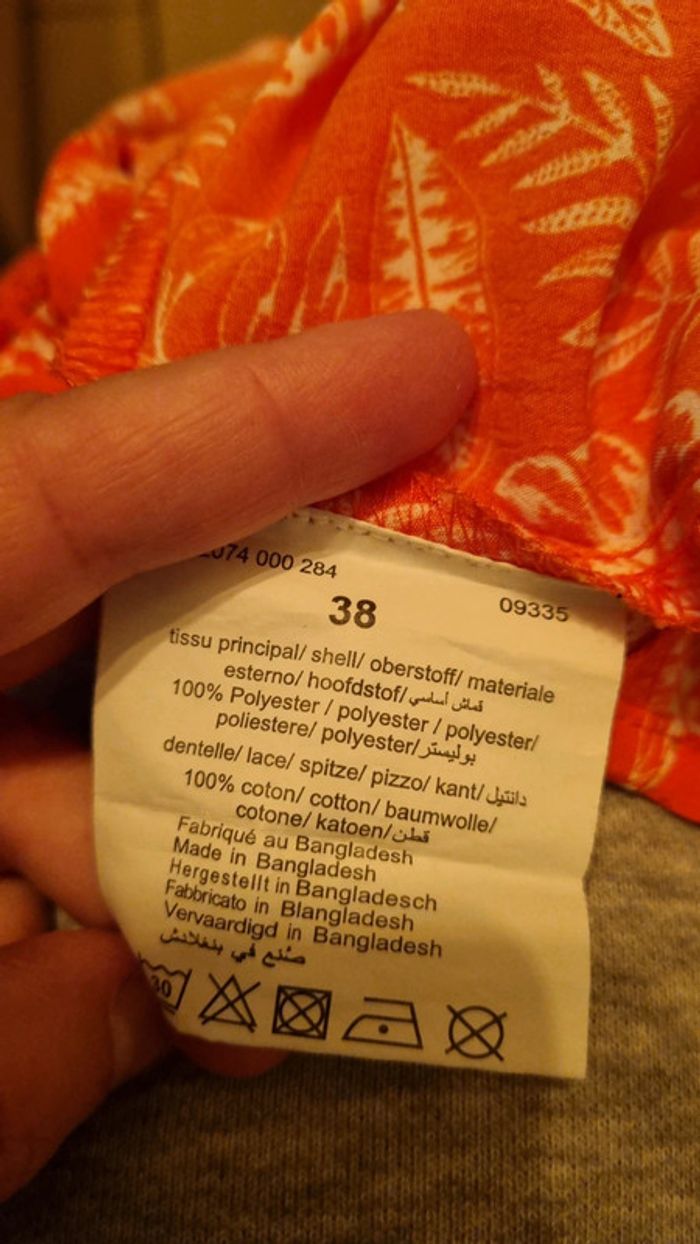 074 000 284
38
09335
tissu principal/ shell/ oberstoff/ materiale
esterno/ hoofdstof/قماش أساسي
100% Polyester / polyester / polyester/
poliestere/ polyester/بوليستر
dentelle/ lace/ spitze/ pizzo/ kant/دانتيل
100% coton/ cotton/ baumwolle/
cotone/ katoen/قطن
Fabriqué au Bangladesh
Made in Bangladesh
Hergestellt in Bangladesch
Fabbricato in Blangladesh
Vervaardigd in Bangladesh
صُنع في بنغلادش
30